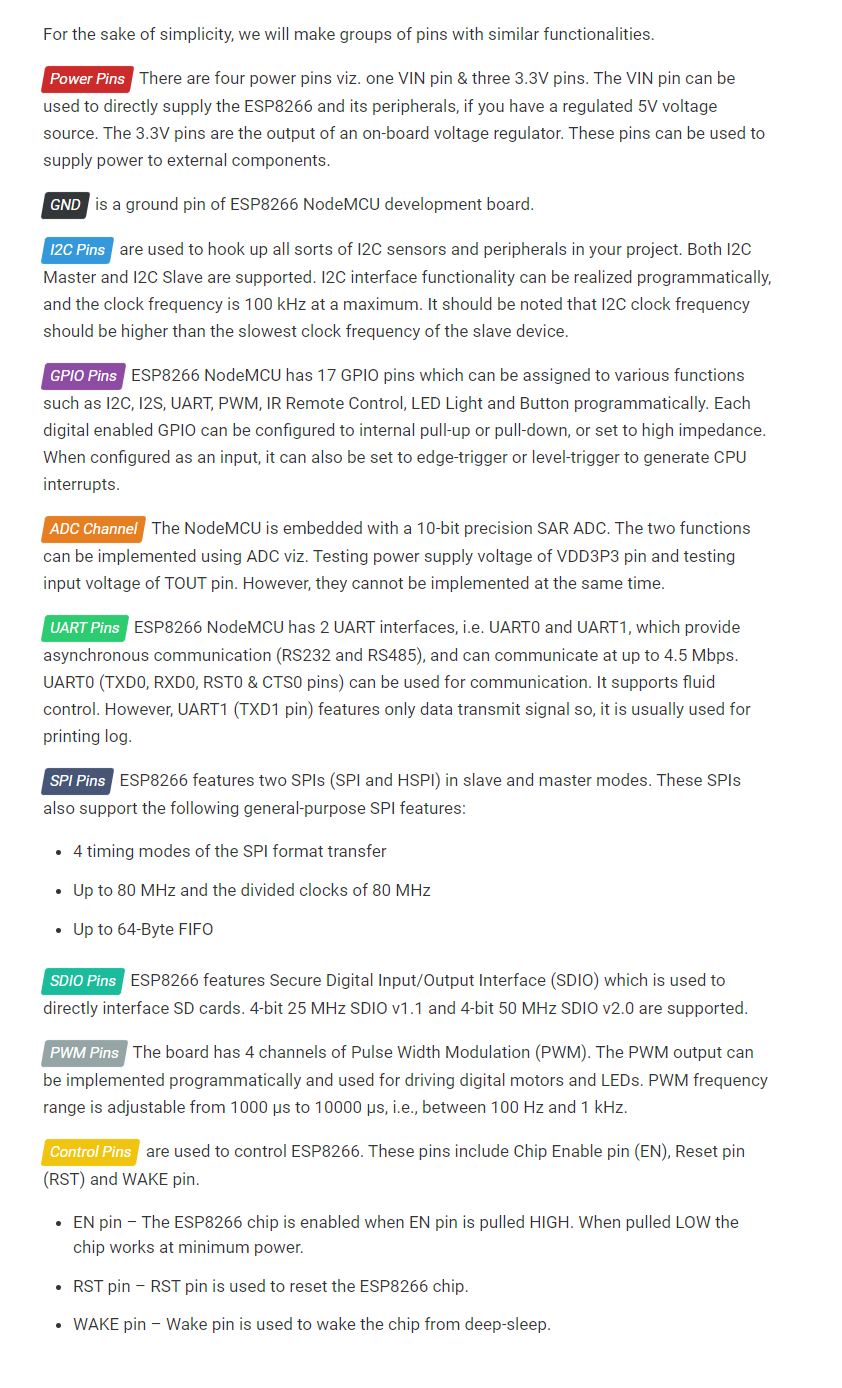 For the sake of simplicity, we will make groups of pins with similar functionalities.
Power Pins There are four power pins viz. one VIN pin & three 3.3V pins. The VIN pin can be
used to directly supply the ESP8266 and its peripherals, if you have a regulated 5V voltage
source. The 3.3V pins are the output of an on-board voltage regulator. These pins can be used to
supply power to external components.
GND is a ground pin of ESP8266 NodeMCU development board.
I2C Pins are used to hook up all sorts of I2C sensors and peripherals in your project. Both I2C
Master and I2C Slave are supported. I2C interface functionality can be realized programmatically,
and the clock frequency is 100 kHz at a maximum. It should be noted that I2C clock frequency
should be higher than the slowest clock frequency of the slave device.
GPIO Pins ESP8266 NodeMCU has 17 GPIO pins which can be assigned to various functions
such as I2C, I2S, UART, PWM, IR Remote Control, LED Light and Button programmatically. Each
digital enabled GPIO can be configured to internal pull-up or pull-down, or set to high impedance.
When configured as an input, it can also be set to edge-trigger or level-trigger to generate CPU
interrupts.
ADC Channel The NodeMCU is embedded with a 10-bit precision SAR ADC. The two functions
can be implemented using ADC viz. Testing power supply voltage of VDD3P3 pin and testing
input voltage of TOUT pin. However, they cannot be implemented at the same time.
UART Pins ESP8266 NodeMCU has 2 UART interfaces, i.e. UART0 and UART1, which provide
asynchronous communication (RS232 and RS485), and can communicate at up to 4.5 Mbps.
UART0 (TXD0, RXD0, RST0 & CTS0 pins) can be used for communication. It supports fluid
control. However, UART1 (TXD1 pin) features only data transmit signal so, it is usually used for
printing log.
SPI Pins ESP8266 features two SPIs (SPI and HSPI) in slave and master modes. These SPIs
also support the following general-purpose SPI features:
• 4 timing modes of the SPI format transfer
• Up to 80 MHz and the divided clocks of 80 MHz
• Up to 64-Byte FIFO
SDIO Pins ESP8266 features Secure Digital Input/Output Interface (SDIO) which is used to
directly interface SD cards. 4-bit 25 MHz SDIO v1.1 and 4-bit 50 MHz SDIO v2.0 are supported.
PWM Pins The board has 4 channels of Pulse Width Modulation (PWM). The PWM output can
be implemented programmatically and used for driving digital motors and LEDs. PWM frequency
range is adjustable from 1000 μs to 10000 μs, i.e., between 100 Hz and 1 kHz.
Control Pins are used to control ESP8266. These pins include Chip Enable pin (EN), Reset pin
(RST) and WAKE pin.
• EN pin – The ESP8266 chip is enabled when EN pin is pulled HIGH. When pulled LOW the
chip works at minimum power.
• RST pin – RST pin is used to reset the ESP8266 chip.
• WAKE pin – Wake pin is used to wake the chip from deep-sleep.